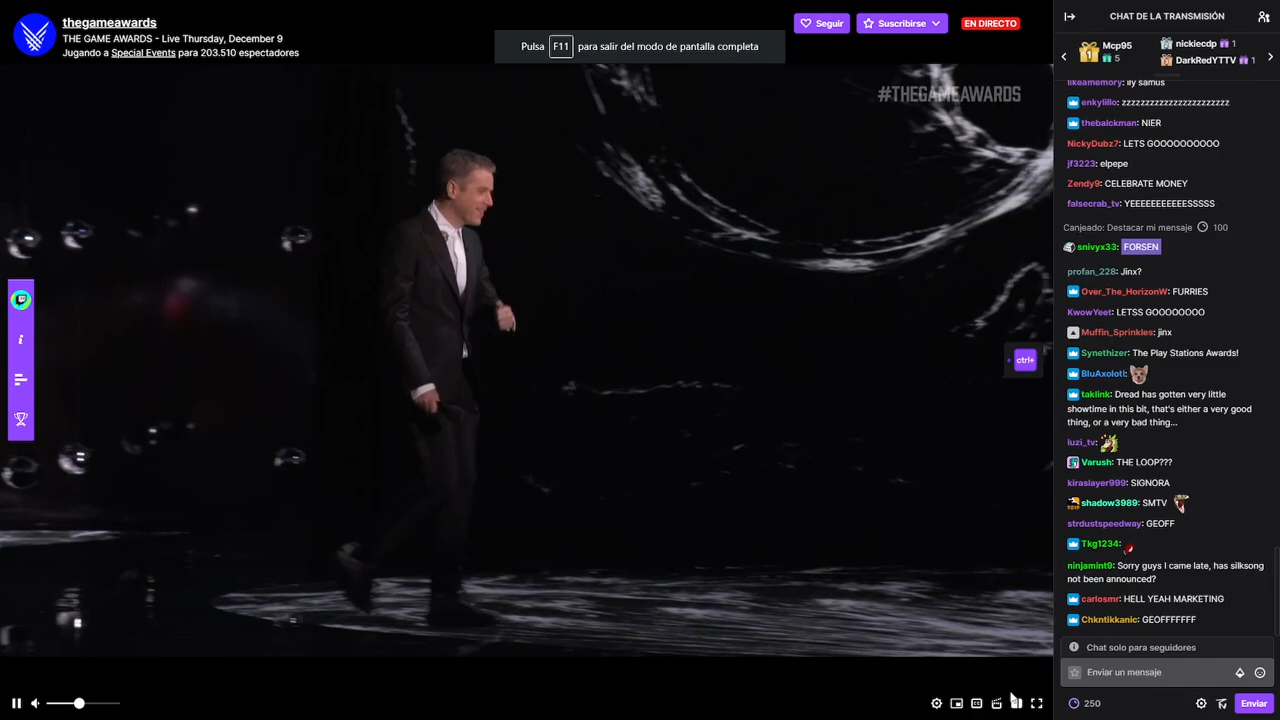 thegameawards
THE GAME AWARDS - Live Thursday, December 9
Jugando a Special Events para 203.510 espectadores
Pulsa F11 para salir del modo de pantalla completa
Seguir
Suscribirse
EN DIRECTO
#THEGAMEAWARDS
ctrl+
CHAT DE LA TRANSMISIÓN
1
Mcp95
5
nickiecdp 1
DarkRedYTTV 1
likeamemory: ily samus
enkylillo: zzzzzzzzzzzzzzzzzzzzzzzz
thebalckman: NIER
NickyDubz7: LETS GOOOOOOOOOO
jf3223: elpepe
Zendy9: CELEBRATE MONEY
falsecrab_tv: YEEEEEEEEEESSSSS
Canjeado: Destacar mi mensaje 100
snivyx33: FORSEN
profan_228: Jinx?
Over_The_HorizonW: FURRIES
KwowYeet: LETSS GOOOOOOOO
Muffin_Sprinkles: jinx
Synethizer: The Play Stations Awards!
BluAxolotl:
taklink: Dread has gotten very little
showtime in this bit, that's either a very good
thing, or a very bad thing...
luzi_tv:
Varush: THE LOOP???
kiraslayer999: SIGNORA
shadow3989: SMTV
strdustspeedway: GEOFF
Tkg1234:
ninjamint9: Sorry guys I came late, has silksong
not been announced?
carlosmr: HELL YEAH MARKETING
Chkntikkanic: GEOFFFFFFF
Chat solo para seguidores
Enviar un mensaje
250
Enviar